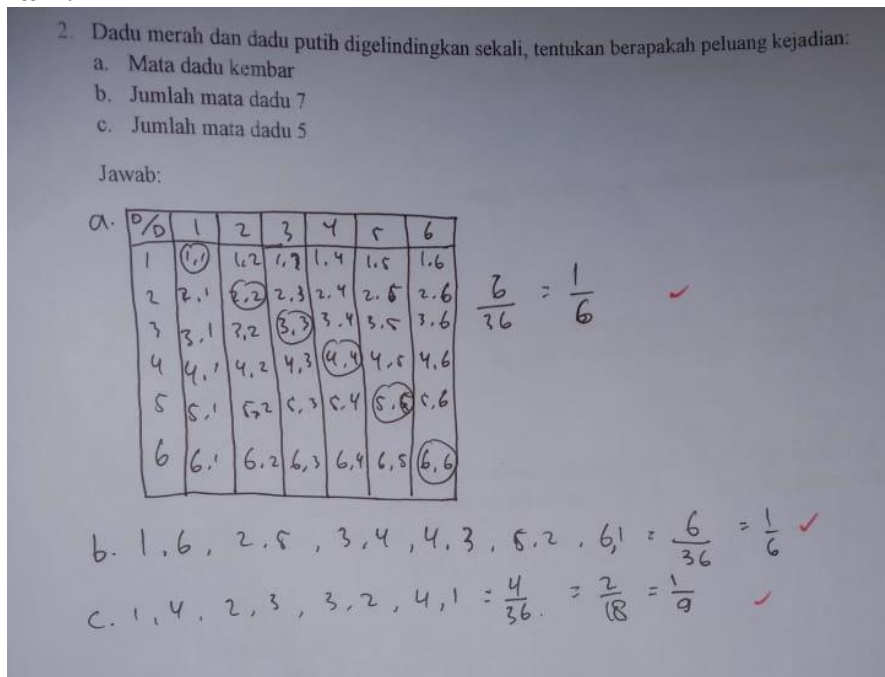 2. Dadu merah dan dadu putih digelindingkan sekali, tentukan berapakah peluang kejadian:
a. Mata dadu kembar
b. Jumlah mata dadu 7
c. Jumlah mata dadu 5
Jawab:
a. D/D 1 2 3 4 5 6
1 1,1 1,2 1,3 1,4 1,5 1,6
2 2,1 2,2 2,3 2,4 2,5 2,6
3 3,1 3,2 3,3 3,4 3,5 3,6
4 4,1 4,2 4,3 4,4 4,5 4,6
5 5,1 5,2 5,3 5,4 5,5 5,6
6 6,1 6,2 6,3 6,4 6,5 6,6
6/36 = 1/6 ✓
b. 1,6, 2,5, 3,4, 4,3, 5,2, 6,1 = 6/36 = 1/6 ✓
c. 1,4, 2,3, 3,2, 4,1 = 4/36 = 2/18 = 1/9 ✓